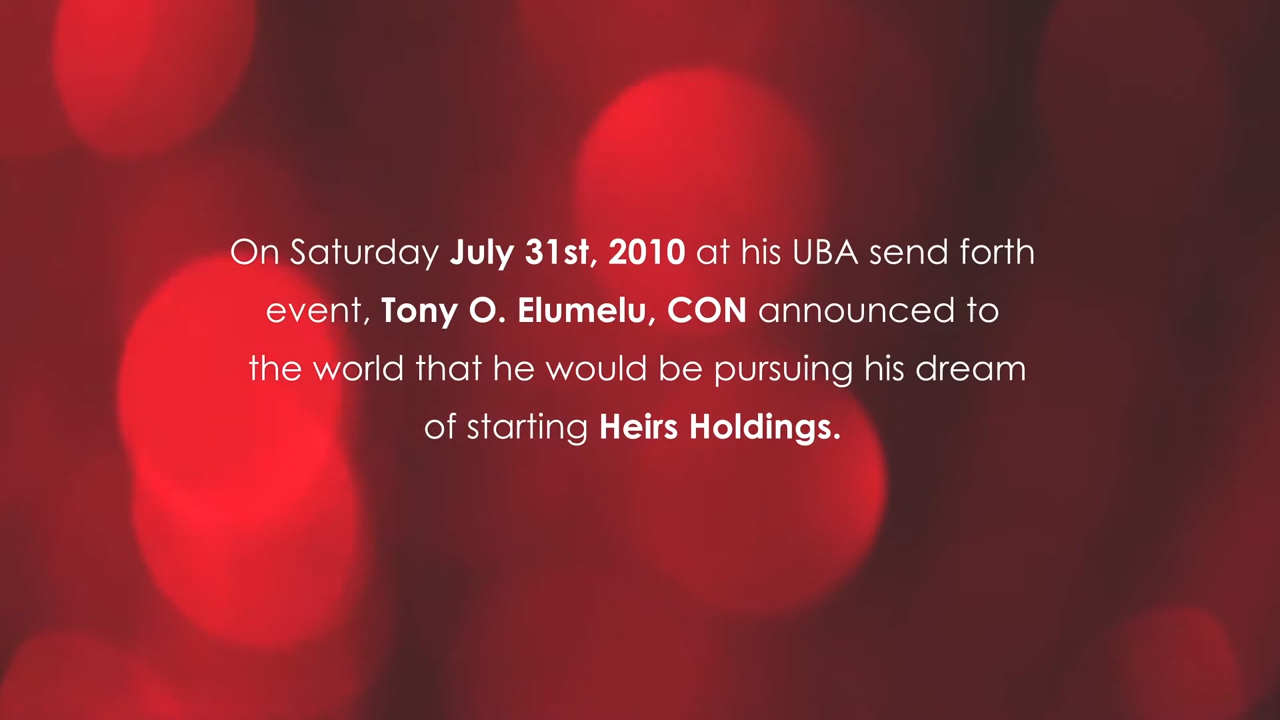 On Saturday July 31st, 2010 at his UBA send forth
event, Tony O. Elumelu, CON announced to
the world that he would be pursuing his dream
of starting Heirs Holdings.